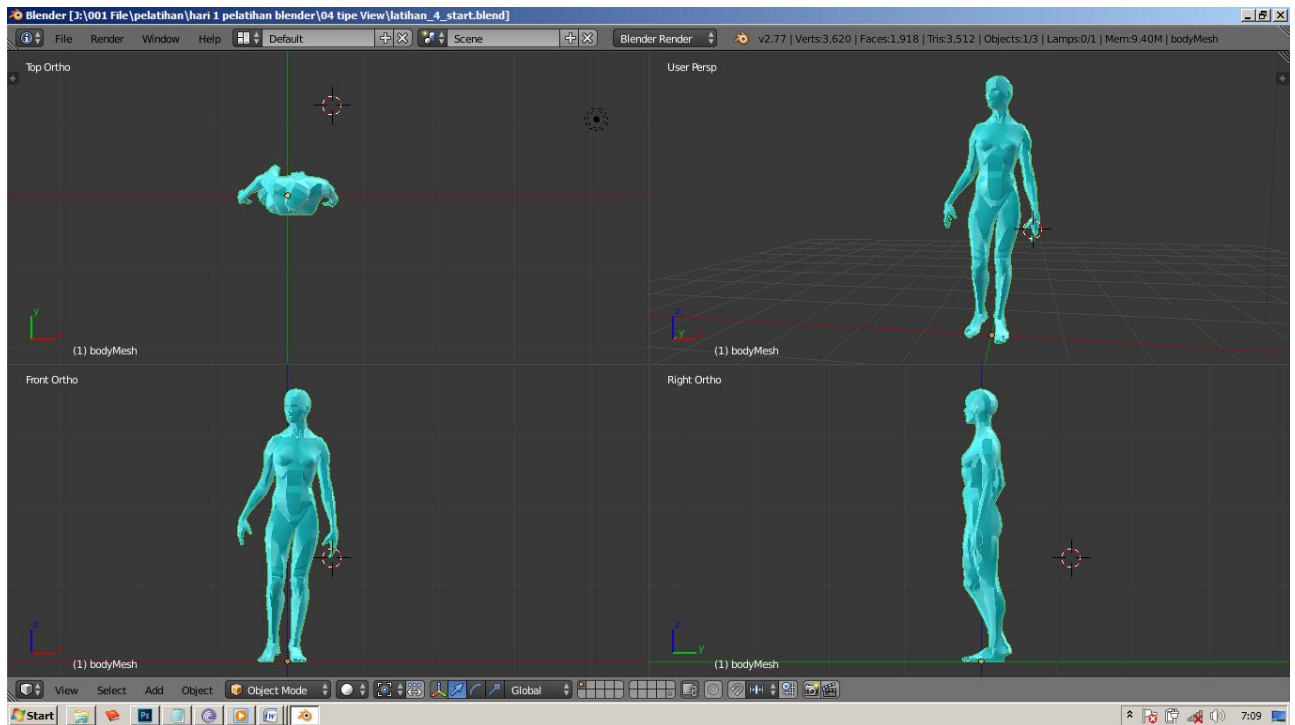 Blender [J:\001 File\pelatihan\hari 1 pelatihan blender\04 tipe View\latihan_4_start.blend]
File Render Window Help Default Scene Blender Render v2.77 | Verts:3,620 | Faces:1,918 | Tris:3,512 | Objects:1/3 | Lamps:0/1 | Mem:9.40M | bodyMesh
Top Ortho
y
x
(1) bodyMesh
User Persp
z
y x
(1) bodyMesh
Front Ortho
z
x
(1) bodyMesh
Right Ortho
z
y
(1) bodyMesh
View Select Add Object Object Mode Global
Start Ps 7:09